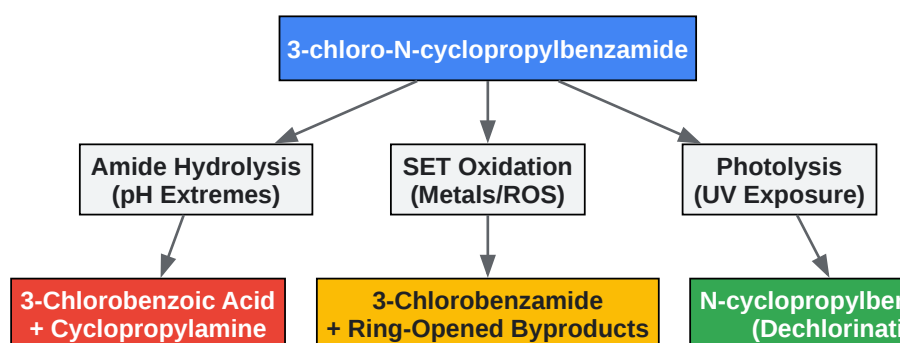 3-chloro-N-cyclopropylbenzamide
Amide Hydrolysis
(pH Extremes)
SET Oxidation
(Metals/ROS)
Photolysis
(UV Exposure)
3-Chlorobenzoic Acid
+ Cyclopropylamine
3-Chlorobenzamide
+ Ring-Opened Byproducts